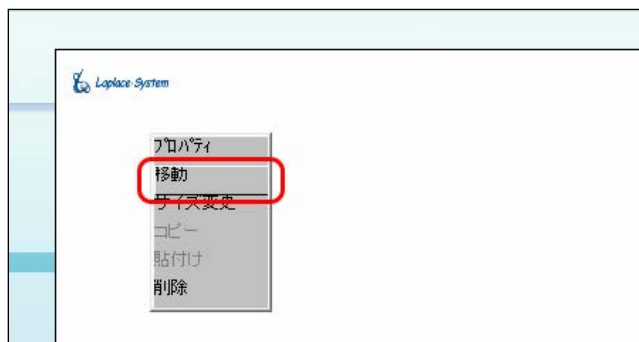 Laplace System
プロパティ
移動
サイズ変更
コピー
貼付け
削除